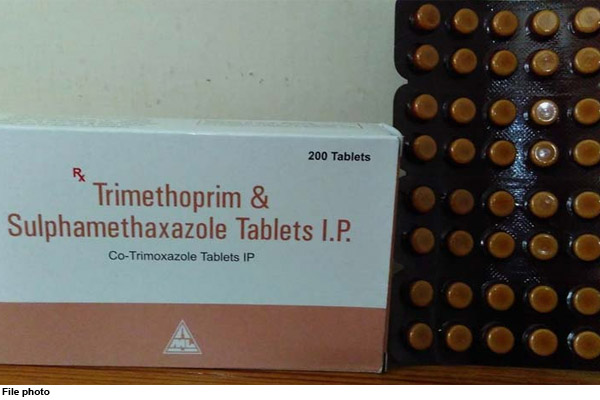 200 Tablets
Rx
Trimethoprim &
Sulphamethaxazole Tablets I.P.
Co-Trimoxazole Tablets IP
File photo